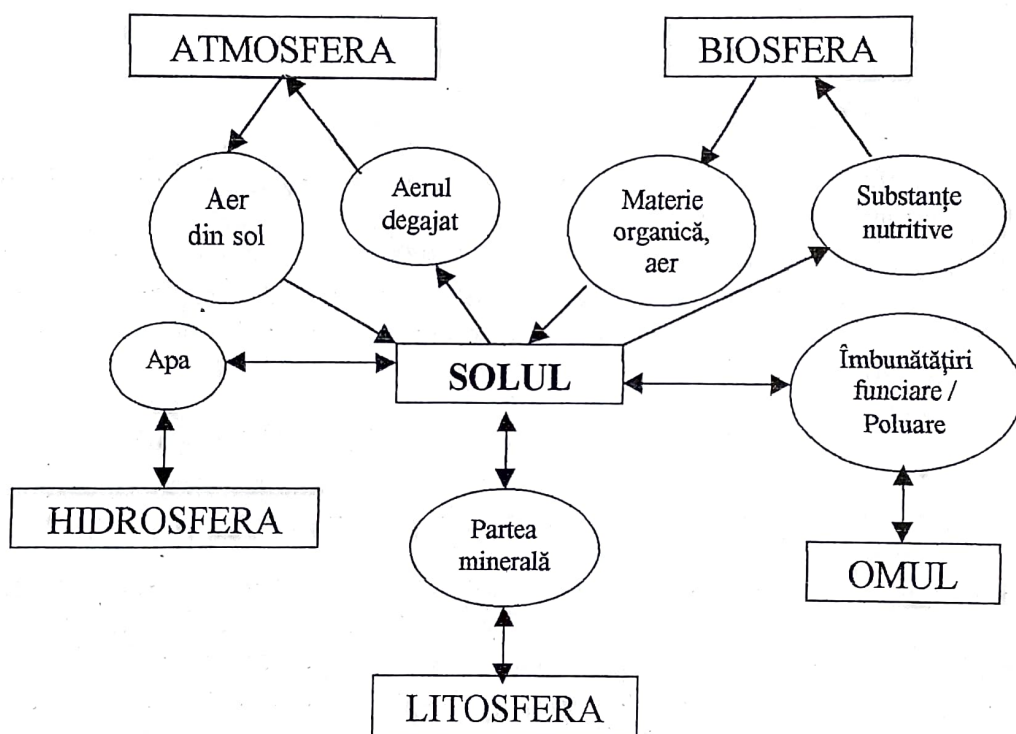 ATMOSFERA
BIOSFERA
Aer
din sol
Aerul
degajat
Materie
organică,
aer
Substanțe
nutritive
Apa
SOLUL
Îmbunătățiri
funciare /
Poluare
HIDROSFERA
Partea
minerală
OMUL
LITOSFERA